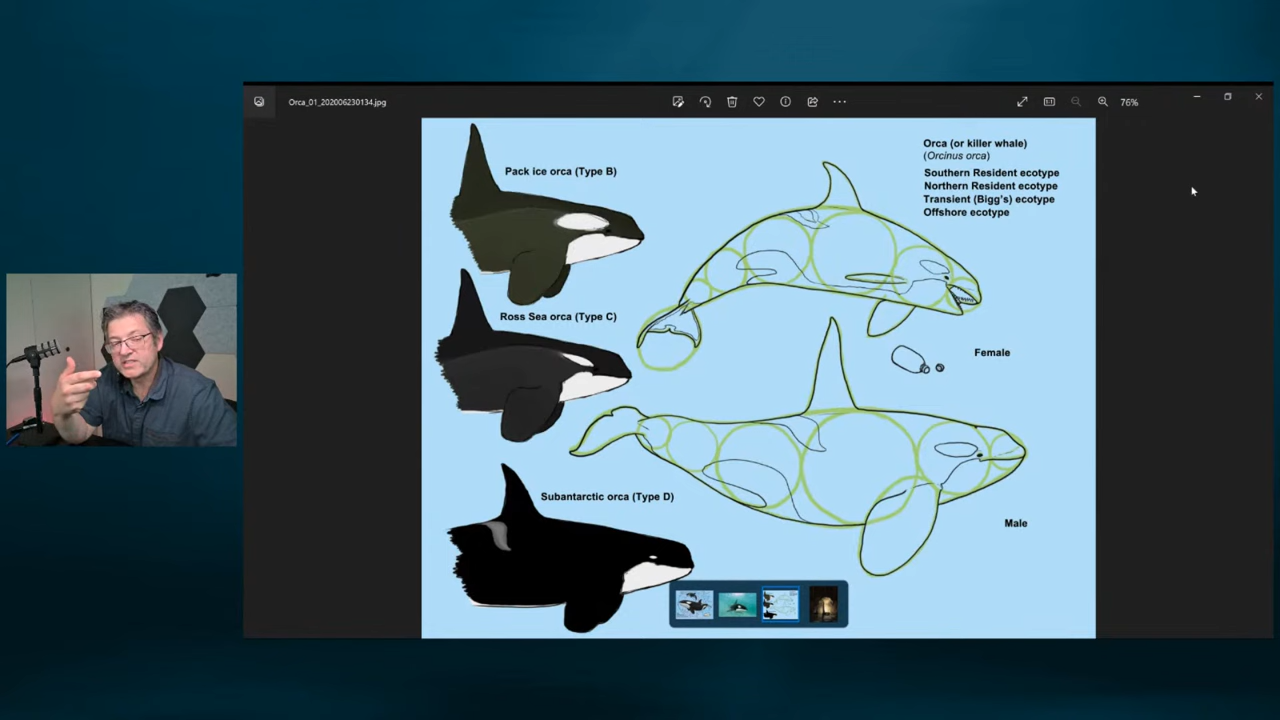 Orca_01_202006230134.jpg
76%
Orca (or killer whale)
(Orcinus orca)
Southern Resident ecotype
Northern Resident ecotype
Transient (Bigg's) ecotype
Offshore ecotype
Pack ice orca (Type B)
Ross Sea orca (Type C)
Female
Subantarctic orca (Type D)
Male